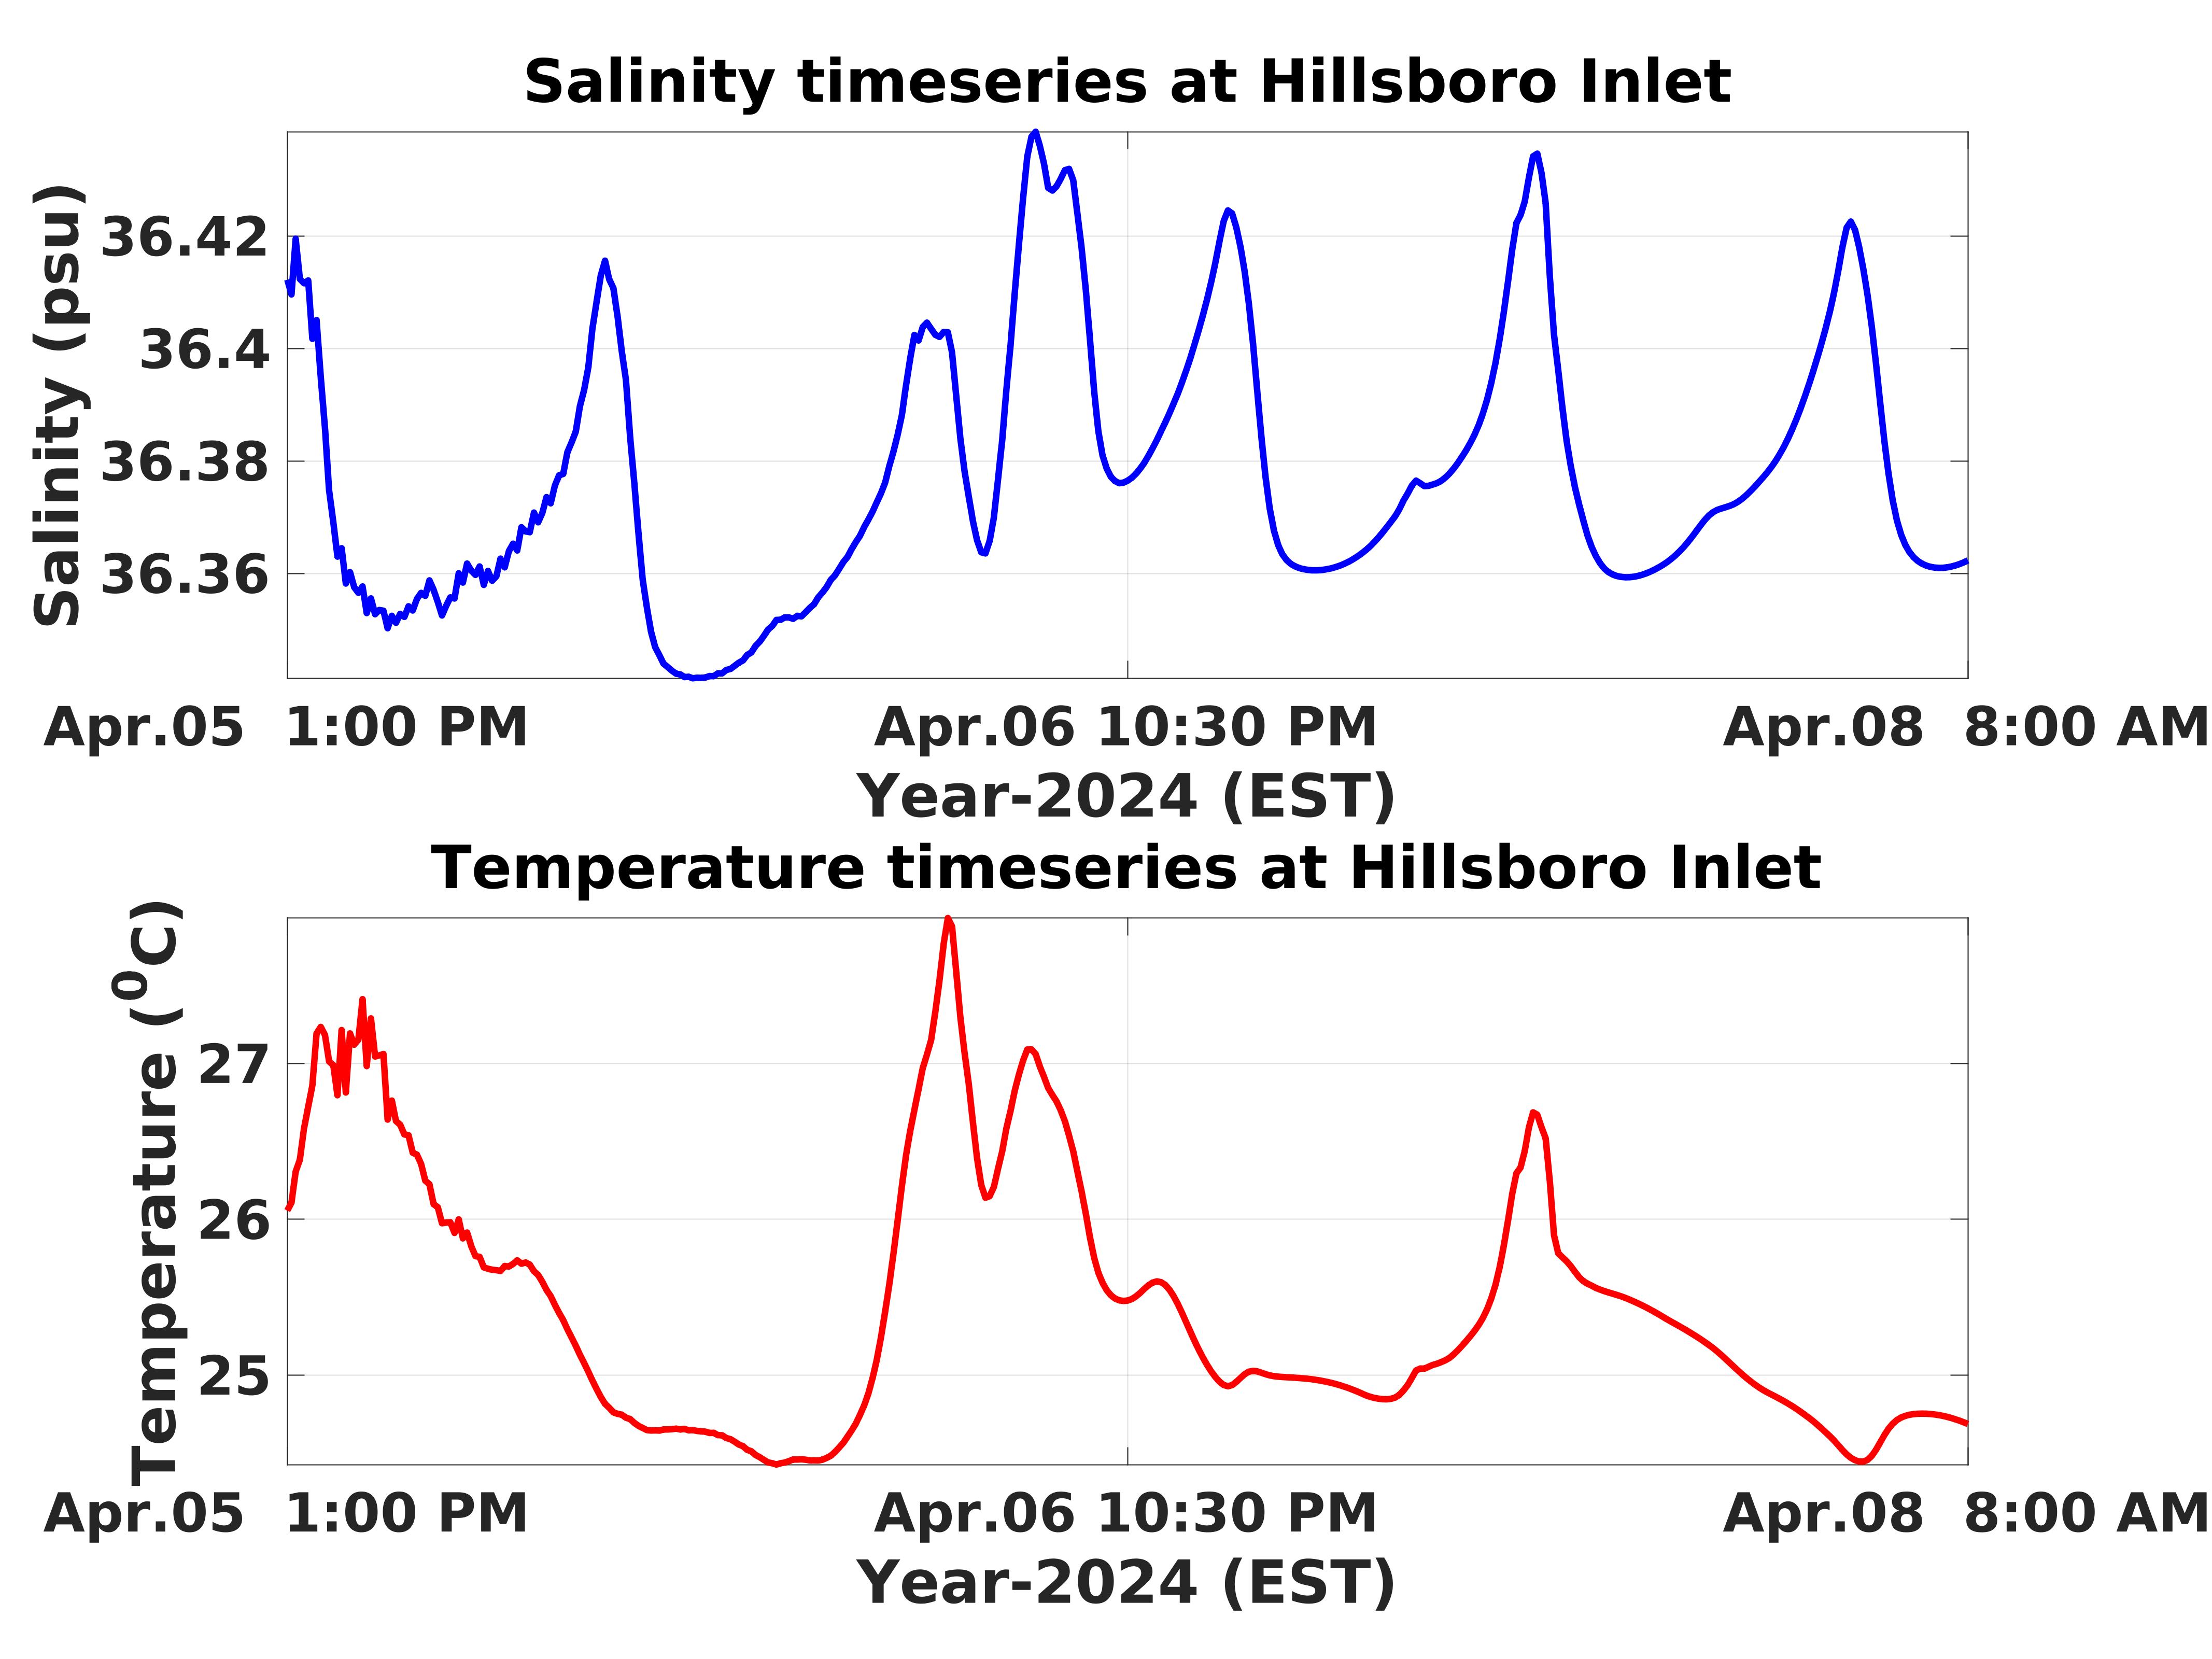 Salinity timeseries at Hillsboro Inlet
Salinity (psu)
36.42
36.4
36.38
36.36
Apr.05  1:00 PM
Apr.06 10:30 PM
Apr.08  8:00 AM
Year-2024 (EST)
Temperature timeseries at Hillsboro Inlet
Temperature (⁰C)
27
26
25
Apr.05  1:00 PM
Apr.06 10:30 PM
Apr.08  8:00 AM
Year-2024 (EST)